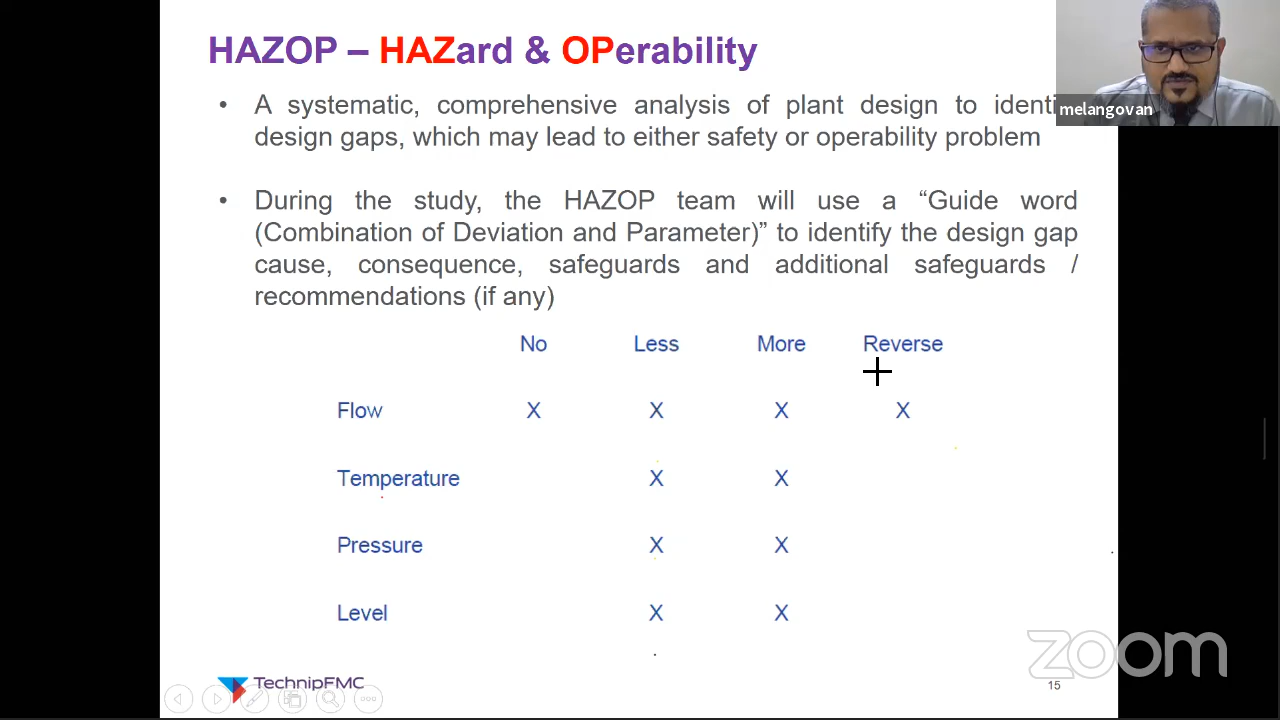 HAZOP – HAZard & OPerability
• A systematic, comprehensive analysis of plant design to identi
design gaps, which may lead to either safety or operability problem
• During the study, the HAZOP team will use a “Guide word
(Combination of Deviation and Parameter)” to identify the design gap
cause, consequence, safeguards and additional safeguards /
recommendations (if any)
melangovan
No Less More Reverse
Flow X X X X
Temperature X X
Pressure X X
Level X X
zoom
TechnipFMC
15